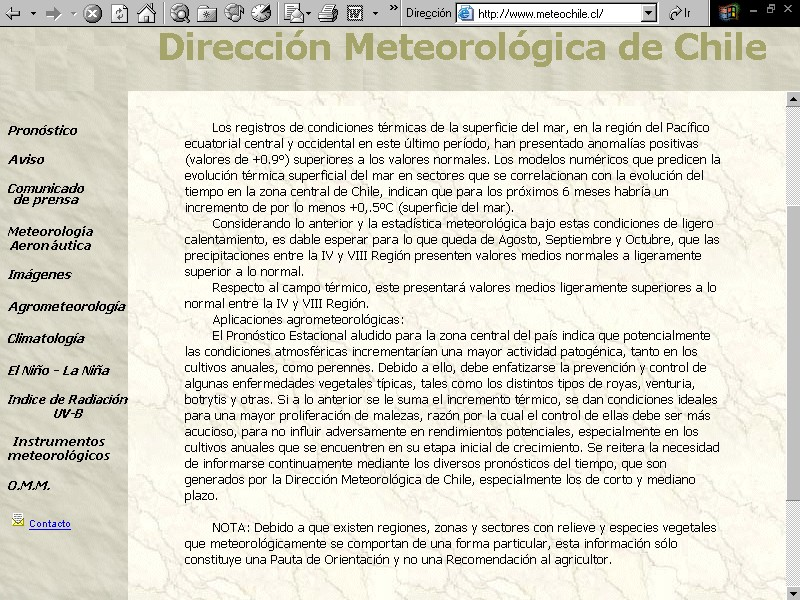 Dirección
http://www.meteochile.cl/
Ir
Dirección Meteorológica de Chile
Pronóstico
Aviso
Comunicado
de prensa
Meteorología
Aeronáutica
Imágenes
Agrometeorología
Climatología
El Niño - La Niña
Indice de Radiación
UV-B
Instrumentos
meteorológicos
O.M.M.
Contacto
Los registros de condiciones térmicas de la superficie del mar, en la región del Pacífico
ecuatorial central y occidental en este último período, han presentado anomalías positivas
(valores de +0.9º) superiores a los valores normales. Los modelos numéricos que predicen la
evolución térmica superficial del mar en sectores que se correlacionan con la evolución del
tiempo en la zona central de Chile, indican que para los próximos 6 meses habría un
incremento de por lo menos +0,.5ºC (superficie del mar).
Considerando lo anterior y la estadística meteorológica bajo estas condiciones de ligero
calentamiento, es dable esperar para lo que queda de Agosto, Septiembre y Octubre, que las
precipitaciones entre la IV y VIII Región presenten valores medios normales a ligeramente
superior a lo normal.
Respecto al campo térmico, este presentará valores medios ligeramente superiores a lo
normal entre la IV y VIII Región.
Aplicaciones agrometeorológicas:
El Pronóstico Estacional aludido para la zona central del país indica que potencialmente
las condiciones atmosféricas incrementarían una mayor actividad patogénica, tanto en los
cultivos anuales, como perennes. Debido a ello, debe enfatizarse la prevención y control de
algunas enfermedades vegetales típicas, tales como los distintos tipos de royas, venturia,
botrytis y otras. Si a lo anterior se le suma el incremento térmico, se dan condiciones ideales
para una mayor proliferación de malezas, razón por la cual el control de ellas debe ser más
acucioso, para no influir adversamente en rendimientos potenciales, especialmente en los
cultivos anuales que se encuentren en su etapa inicial de crecimiento. Se reitera la necesidad
de informarse continuamente mediante los diversos pronósticos del tiempo, que son
generados por la Dirección Meteorológica de Chile, especialmente los de corto y mediano
plazo.
NOTA: Debido a que existen regiones, zonas y sectores con relieve y especies vegetales
que meteorológicamente se comportan de una forma particular, esta información sólo
constituye una Pauta de Orientación y no una Recomendación al agricultor.